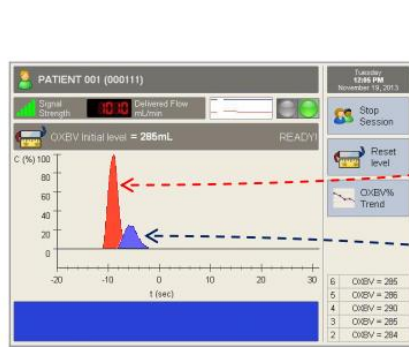 PATIENT 001 (000111)
Tuesday
12:05 PM
November 19, 2013
Signal
Strength
1010
Delivered Flow
mL/min
Stop
Session
OXBV Initial level = 285mL
READY!
Reset
level
OXBV%
Trend
C (%)
100
80
60
40
20
0
-20
-10
0
10
20
30
t (sec)
6 OXBV = 285
5 OXBV = 286
4 OXBV = 290
3 OXBV = 285
2 OXBV = 284